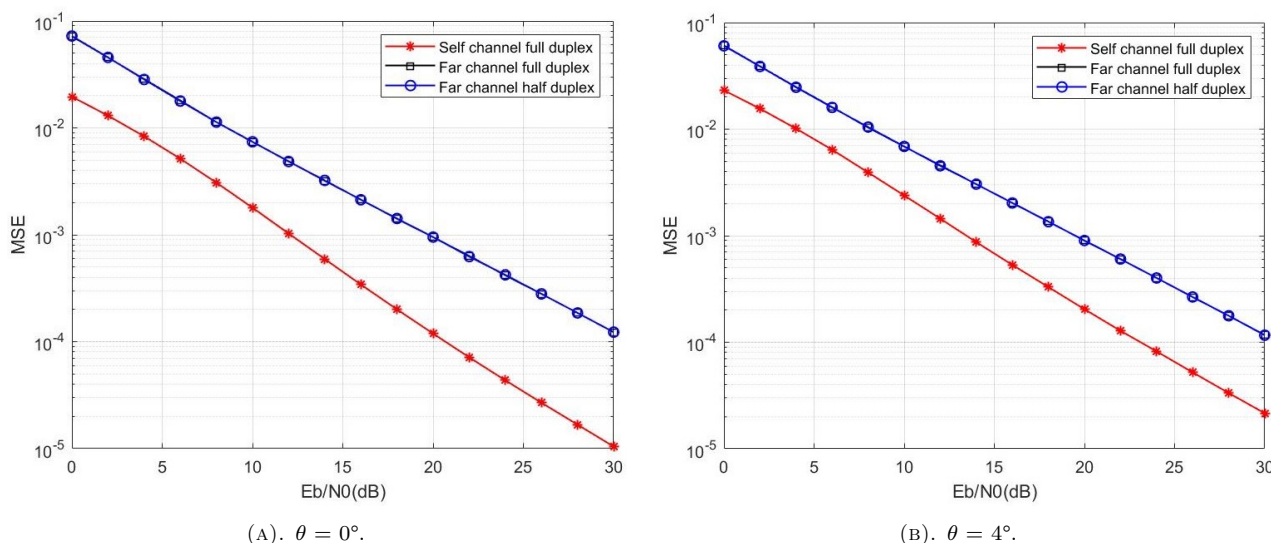 10^-1
10^-2
10^-3
10^-4
10^-5
MSE
0 5 10 15 20 25 30
Eb/N0(dB)
Self channel full duplex
Far channel full duplex
Far channel half duplex
(A). θ = 0°.
10^-1
10^-2
10^-3
10^-4
10^-5
MSE
0 5 10 15 20 25 30
Eb/N0(dB)
Self channel full duplex
Far channel full duplex
Far channel half duplex
(B). θ = 4°.